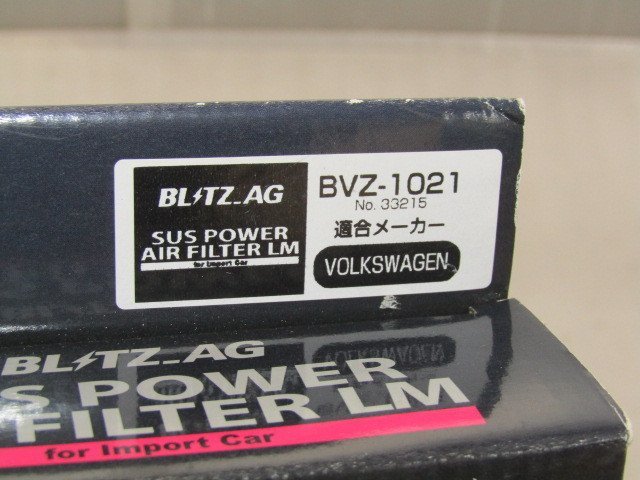 BLITZ_AG
SUS POWER
AIR FILTER LM
for Import Car
BVZ-1021
No. 33215
適合メーカー
VOLKSWAGEN
BLITZ_AG
US POWER
FILTER LM
for Import Car